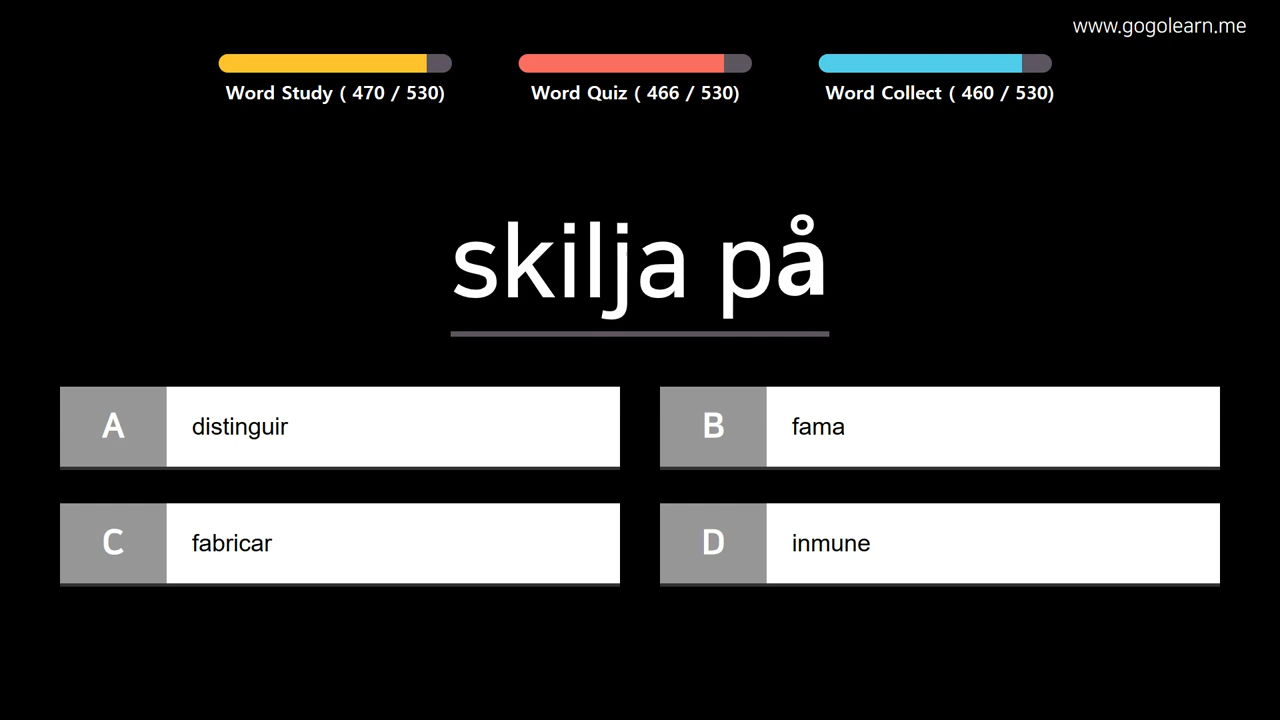 www.gogolearn.me
Word Study ( 470 / 530)
Word Quiz ( 466 / 530)
Word Collect ( 460 / 530)
skilja på
A distinguir
B fama
C fabricar
D inmune